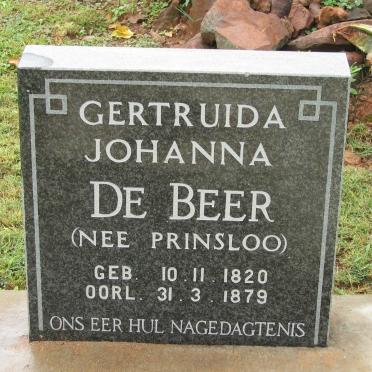 GERTRUIDA
JOHANNA
DE BEER
(NEE PRINSLOO)
GEB. 10.11.1820
OORL. 31.3.1879
ONS EER HUL NAGEDAGTENIS